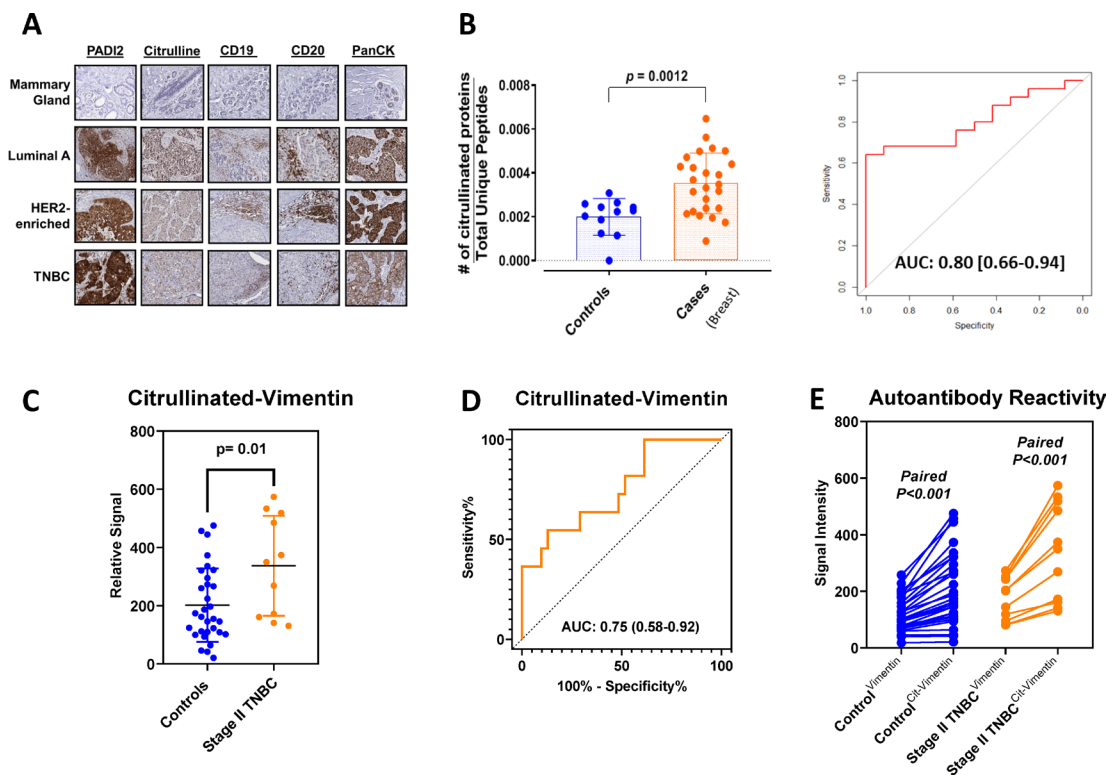 A
PADI2 Citrulline CD19 CD20 PanCK
Mammary
Gland
Luminal A
HER2-
enriched
TNBC
B
# of citrullinated proteins
Total Unique Peptides
0.008
0.006
0.004
0.002
0.000
p = 0.0012
Controls
Cases
(Breast)
Sensitivity
1.0
0.8
0.6
0.4
0.2
0.0
AUC: 0.80 [0.66-0.94]
1.0 0.8 0.6 0.4 0.2 0.0
Specificity
C
Citrullinated-Vimentin
Relative Signal
800
600
400
200
0
p= 0.01
Controls
Stage II TNBC
D
Citrullinated-Vimentin
Sensitivity%
100
50
0
AUC: 0.75 (0.58-0.92)
0 50 100
100% - Specificity%
E
Autoantibody Reactivity
Signal Intensity
800
600
400
200
0
Paired
P<0.001
Paired
P<0.001
Control Vimentin
Control Cit-Vimentin
Stage II TNBC Vimentin
Stage II TNBC Cit-Vimentin